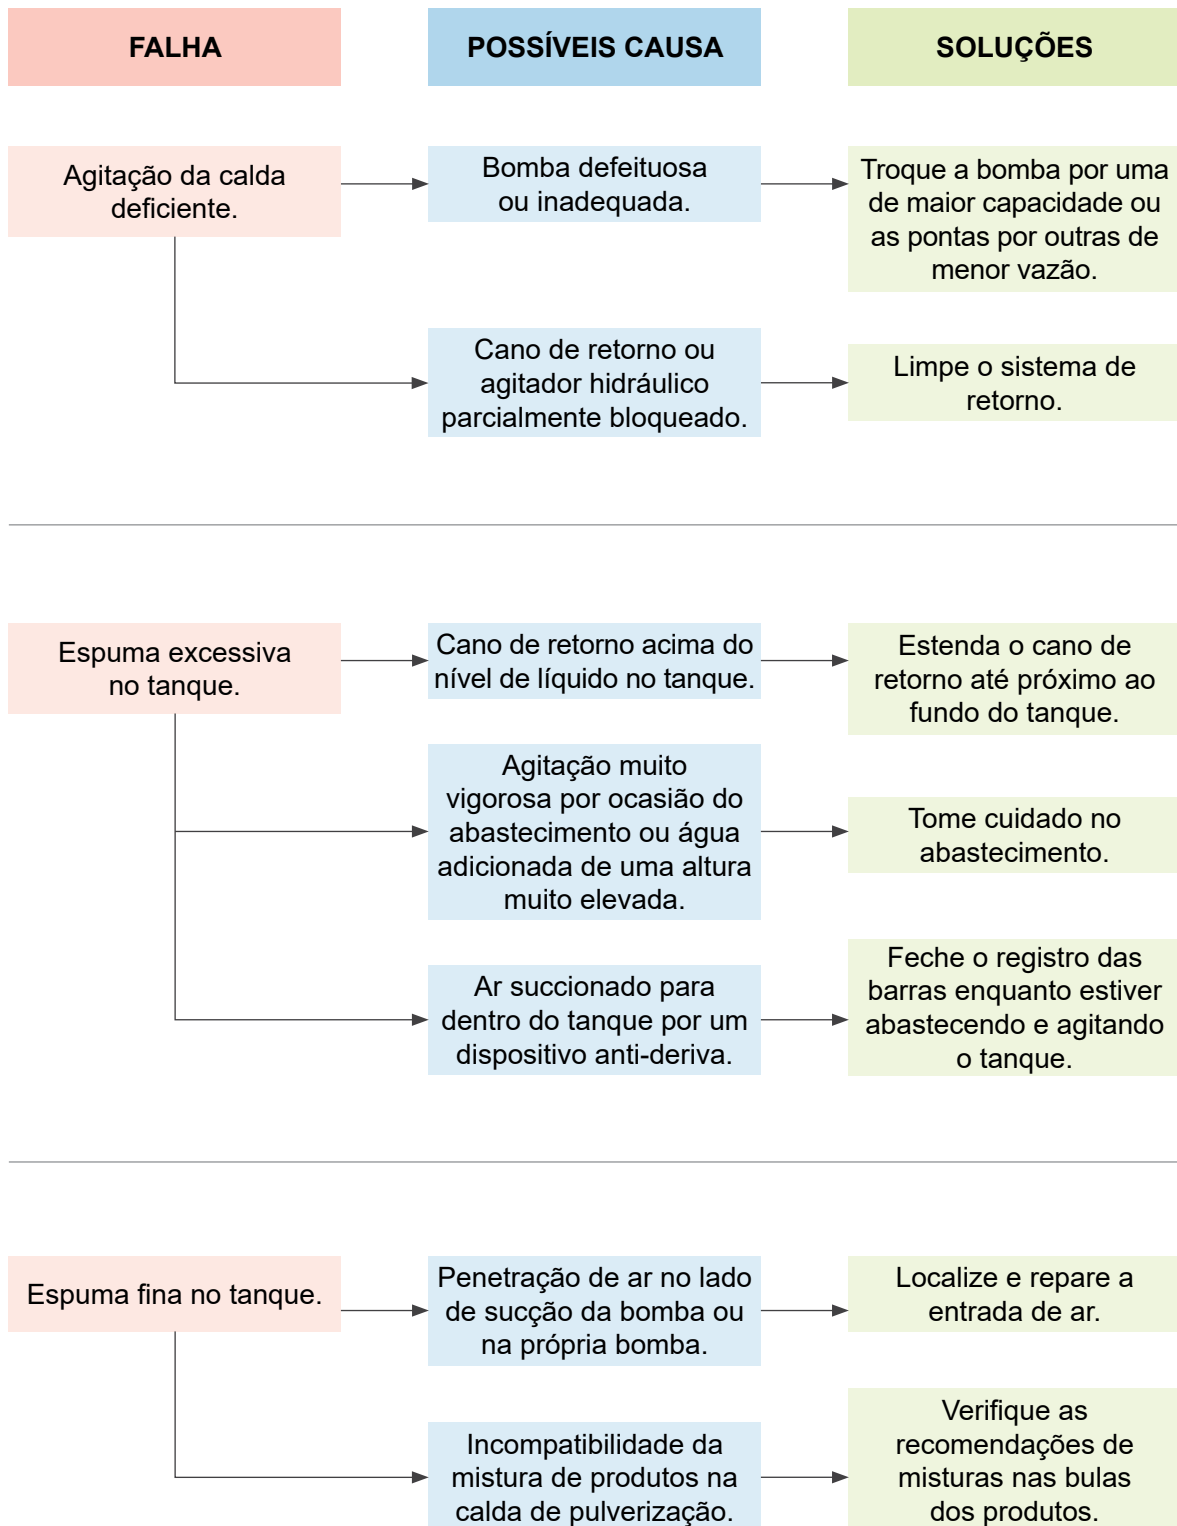 FALHA
POSSÍVEIS CAUSA
SOLUÇÕES
Agitação da calda
deficiente.
Bomba defeituosa
ou inadequada.
Troque a bomba por uma
de maior capacidade ou
as pontas por outras de
menor vazão.
Cano de retorno ou
agitador hidráulico
parcialmente bloqueado.
Limpe o sistema de
retorno.
Espuma excessiva
no tanque.
Cano de retorno acima do
nível de líquido no tanque.
Estenda o cano de
retorno até próximo ao
fundo do tanque.
Agitação muito
vigorosa por ocasião do
abastecimento ou água
adicionada de uma altura
muito elevada.
Tome cuidado no
abastecimento.
Ar succionado para
dentro do tanque por um
dispositivo anti-deriva.
Feche o registro das
barras enquanto estiver
abastecendo e agitando
o tanque.
Espuma fina no tanque.
Penetração de ar no lado
de sucção da bomba ou
na própria bomba.
Localize e repare a
entrada de ar.
Incompatibilidade da
mistura de produtos na
calda de pulverização.
Verifique as
recomendações de
misturas nas bulas
dos produtos.